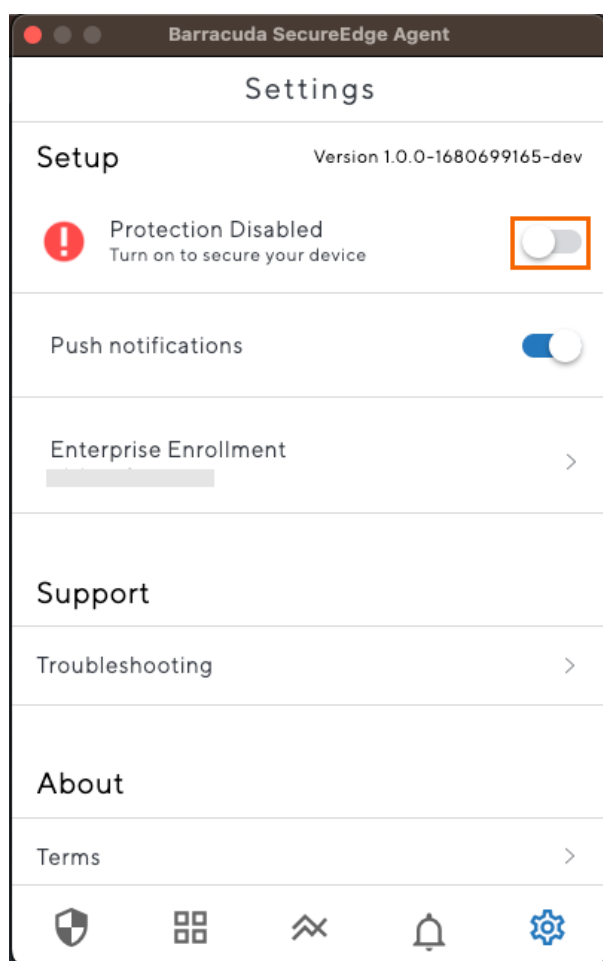 Barracuda SecureEdge Agent
Settings
Setup
Version 1.0.0-1680699165-dev
Protection Disabled
Turn on to secure your device
Push notifications
Enterprise Enrollment
Support
Troubleshooting
About
Terms